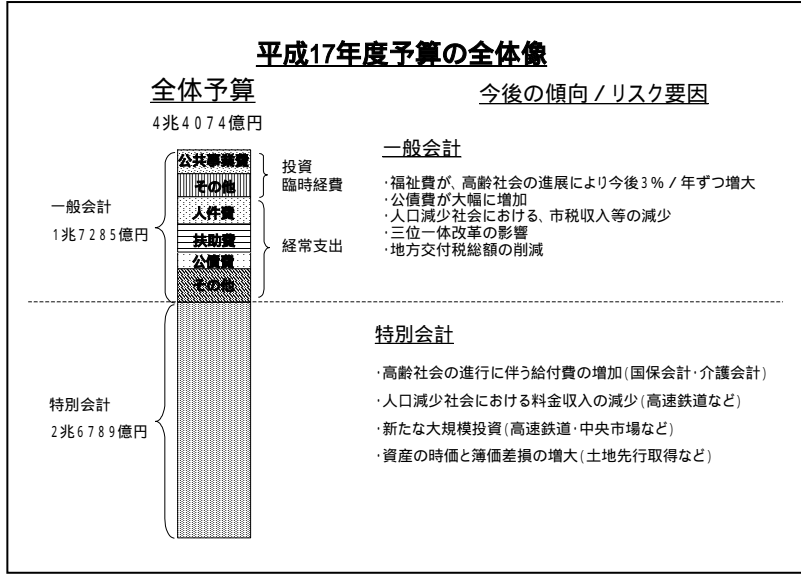 平成17年度予算の全体像
全体予算
4兆4074億円
今後の傾向／リスク要因
公共事業費
その他
人件費
扶助費
公債費
その他
投資
臨時経費
経常支出
一般会計
1兆7285億円
一般会計
・福祉費が、高齢社会の進展により今後3％／年ずつ増大
・公債費が大幅に増加
・人口減少社会における、市税収入等の減少
・三位一体改革の影響
・地方交付税総額の削減
特別会計
2兆6789億円
特別会計
・高齢社会の進行に伴う給付費の増加(国保会計・介護会計)
・人口減少社会における料金収入の減少(高速鉄道など)
・新たな大規模投資(高速鉄道・中央市場など)
・資産の時価と簿価差損の増大(土地先行取得など)